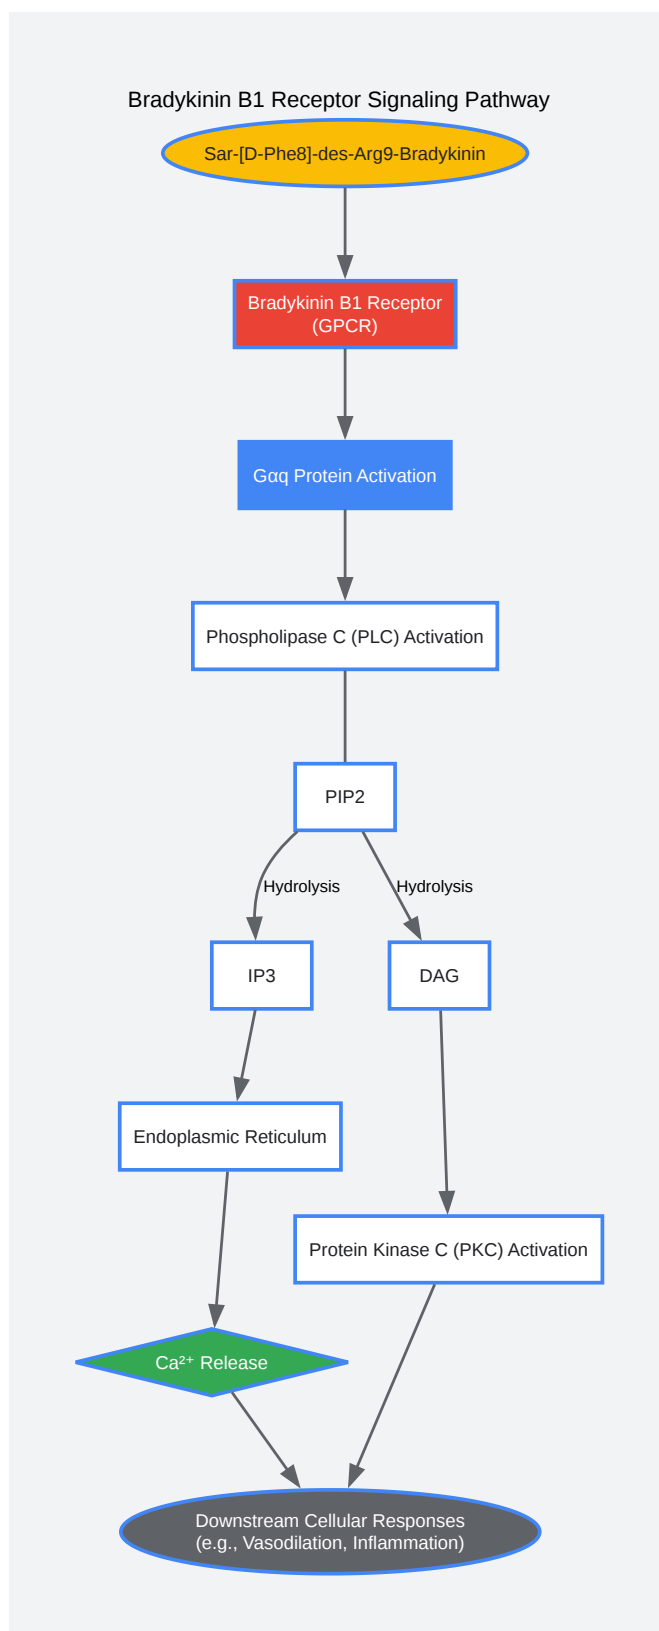 Bradykinin B1 Receptor Signaling Pathway
Sar-[D-Phe8]-des-Arg9-Bradykinin
Bradykinin B1 Receptor
(GPCR)
Gαq Protein Activation
Phospholipase C (PLC) Activation
PIP2
Hydrolysis
Hydrolysis
IP3
DAG
Endoplasmic Reticulum
Protein Kinase C (PKC) Activation
Ca²⁺ Release
Downstream Cellular Responses
(e.g., Vasodilation, Inflammation)